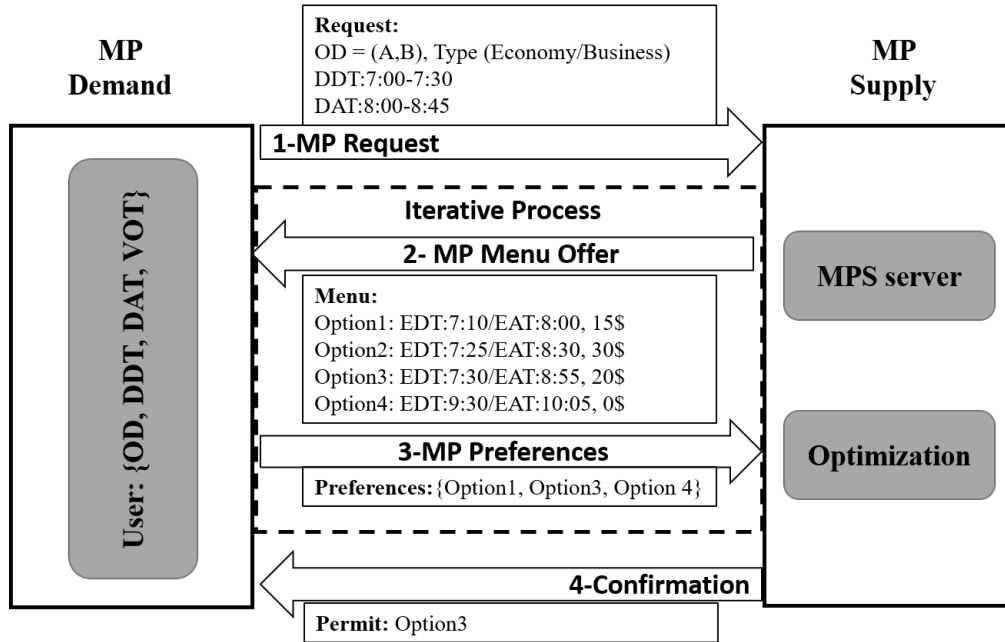 MP
Demand
Request:
OD = (A,B), Type (Economy/Business)
DDT:7:00-7:30
DAT:8:00-8:45
MP
Supply
1-MP Request
User: {OD, DDT, DAT, VOT}
Iterative Process
2- MP Menu Offer
Menu:
Option1: EDT:7:10/EAT:8:00, 15$
Option2: EDT:7:25/EAT:8:30, 30$
Option3: EDT:7:30/EAT:8:55, 20$
Option4: EDT:9:30/EAT:10:05, 0$
MPS server
3-MP Preferences
Preferences:{Option1, Option3, Option 4}
Optimization
4-Confirmation
Permit: Option3